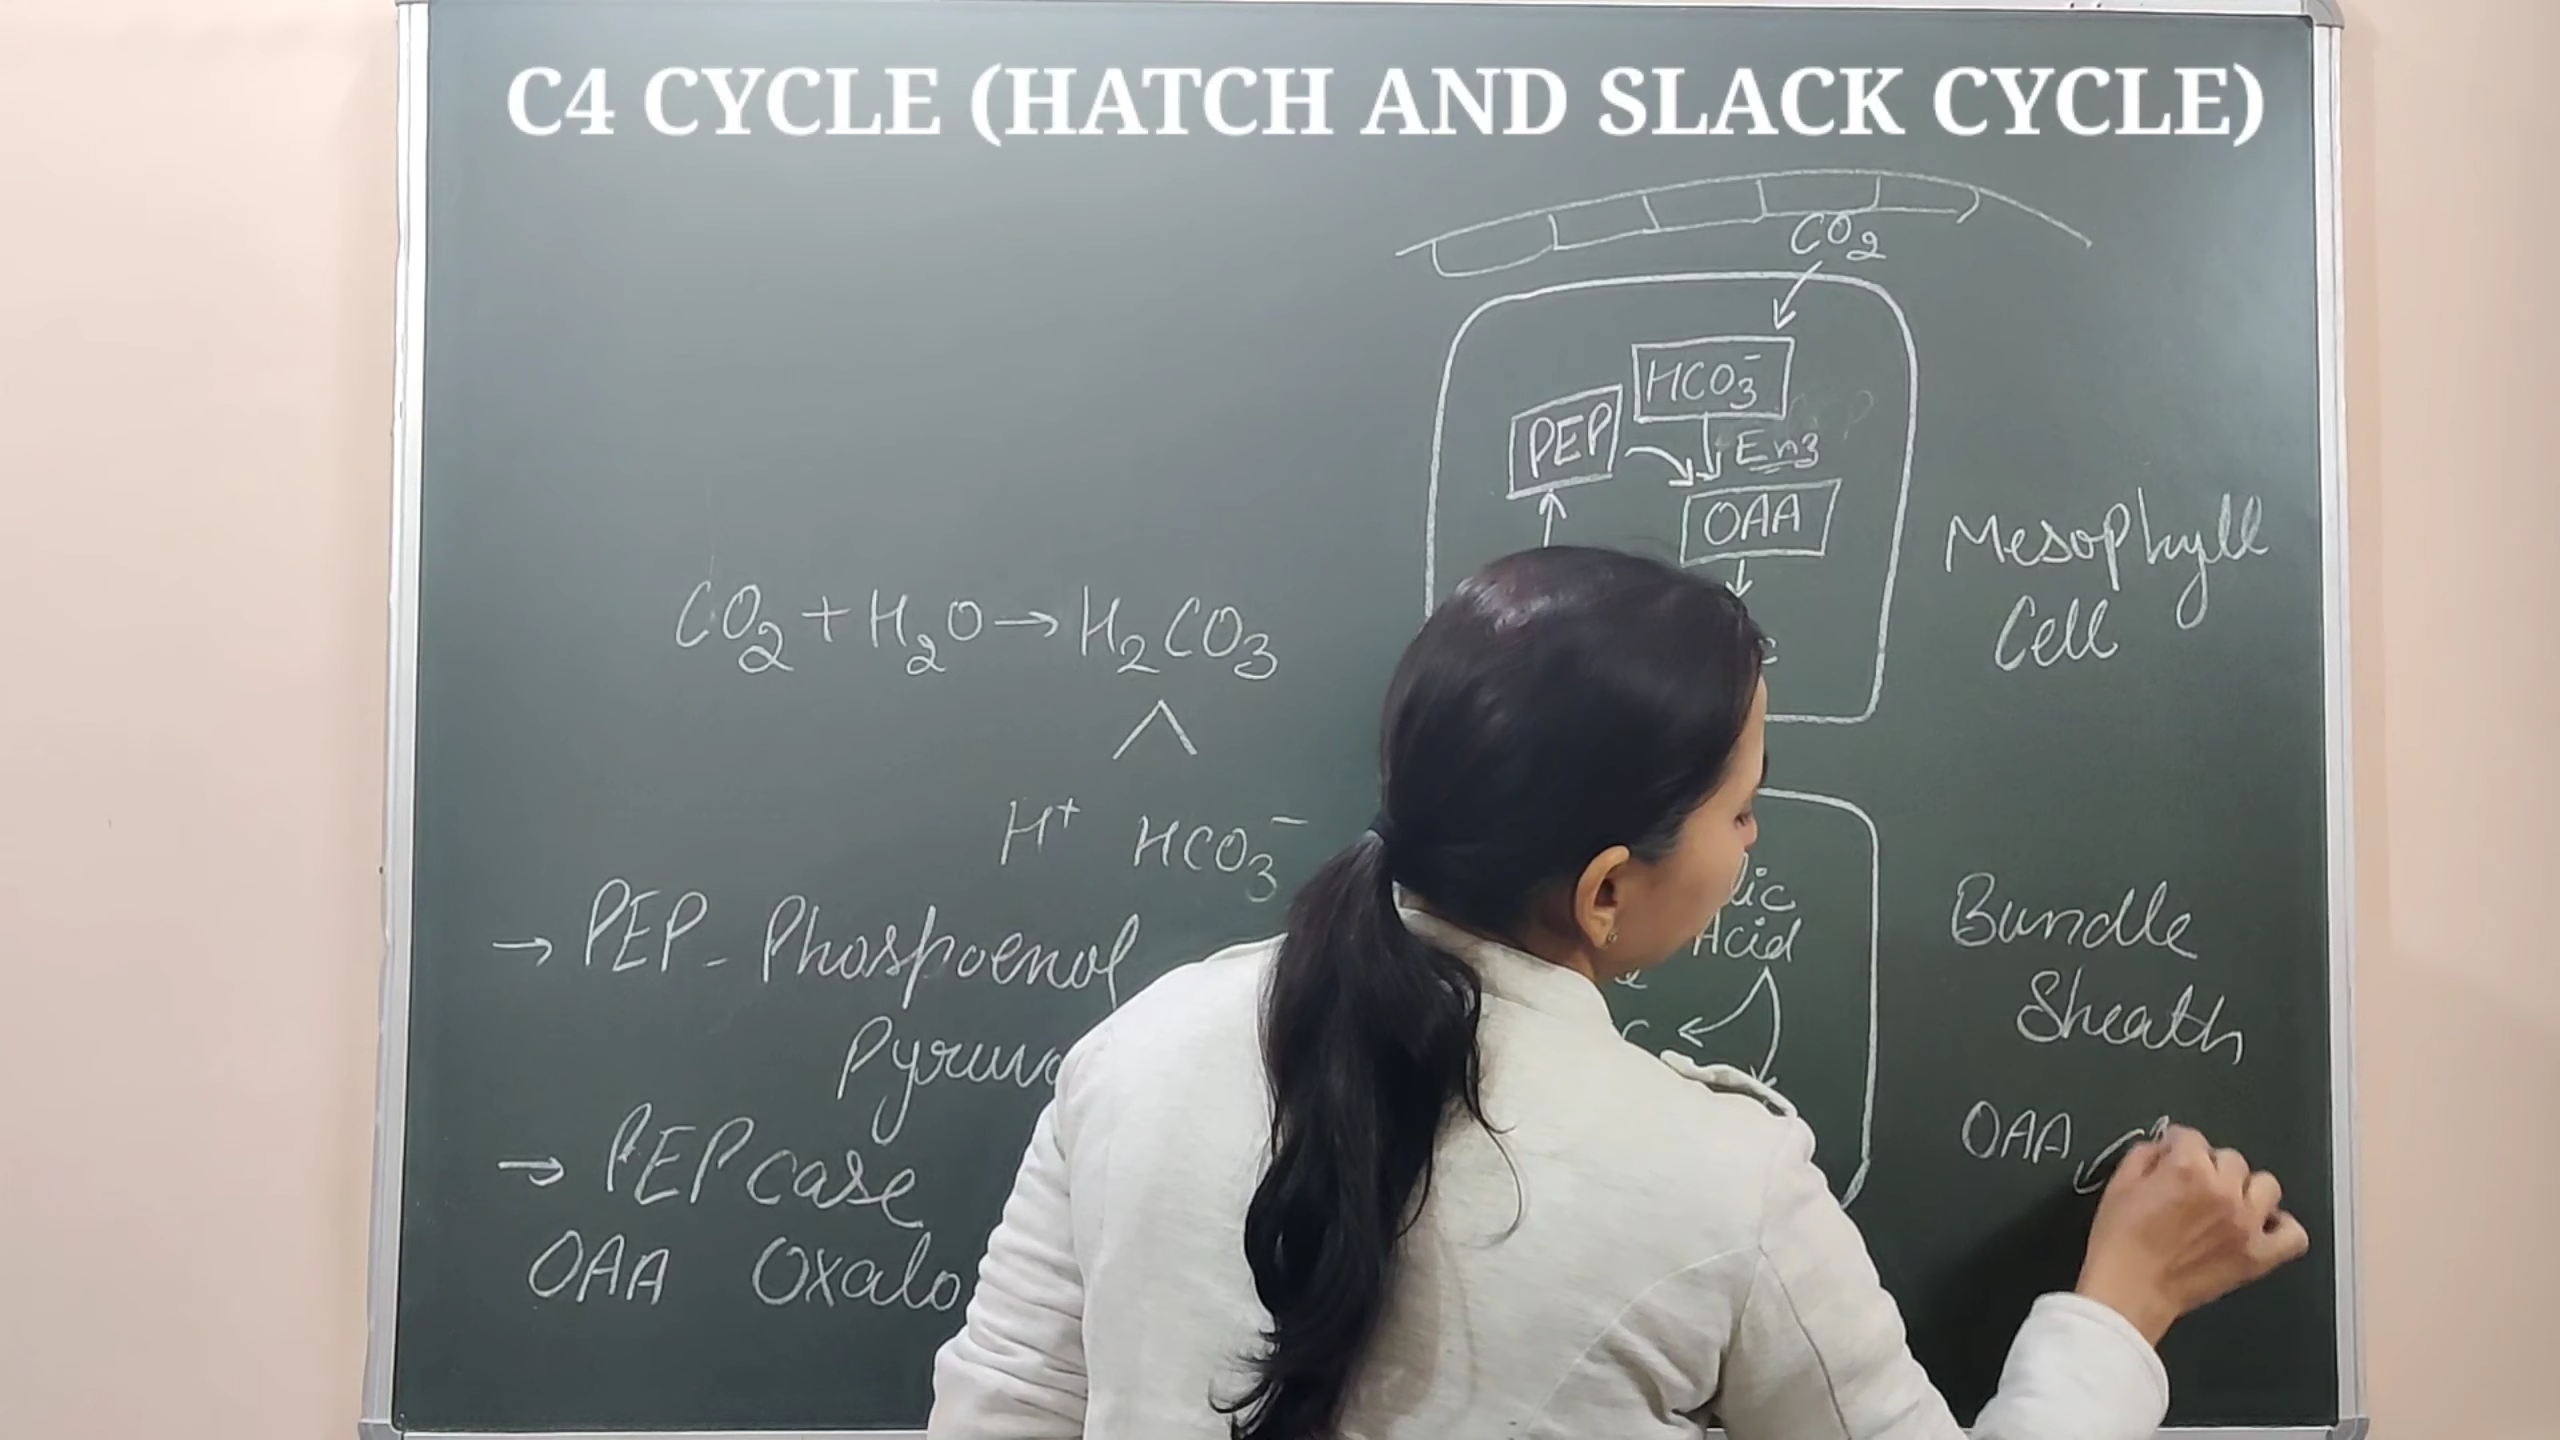 C4 CYCLE (HATCH AND SLACK CYCLE)
CO2
HCO3-
PEP
Enz
OAA
Mesophyll
Cell
CO2 + H2O → H2CO3
H+ HCO3-
→ PEP - Phospoenol
→ PEPcase
OAA Oxalo
Acid
Bundle
Sheath
OAA